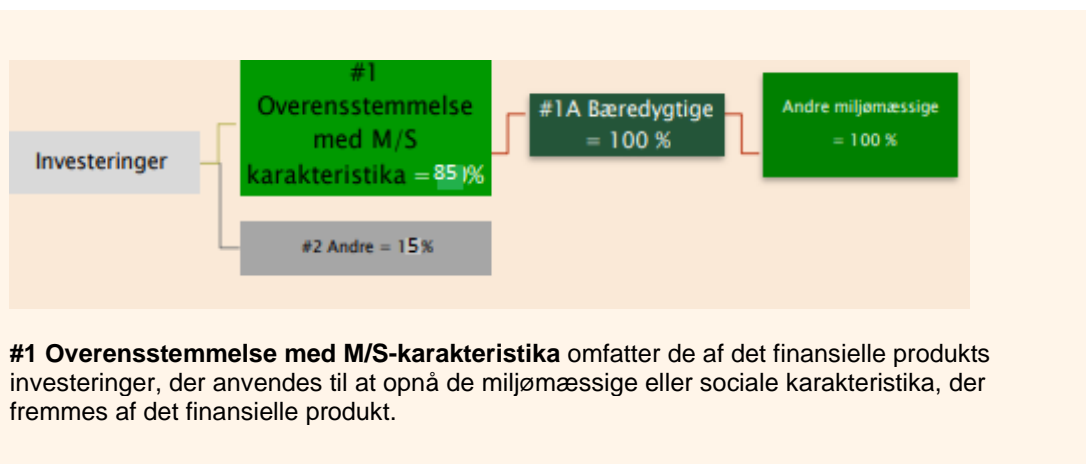 #1
Overensstemmelse
med M/S
karakteristika = 85 %
#1A Bæredygtige
= 100 %
Andre miljømæssige
= 100 %
Investeringer
#2 Andre = 15%
#1 Overensstemmelse med M/S-karakteristika omfatter de af det finansielle produkts
investeringer, der anvendes til at opnå de miljømæssige eller sociale karakteristika, der
fremmes af det finansielle produkt.